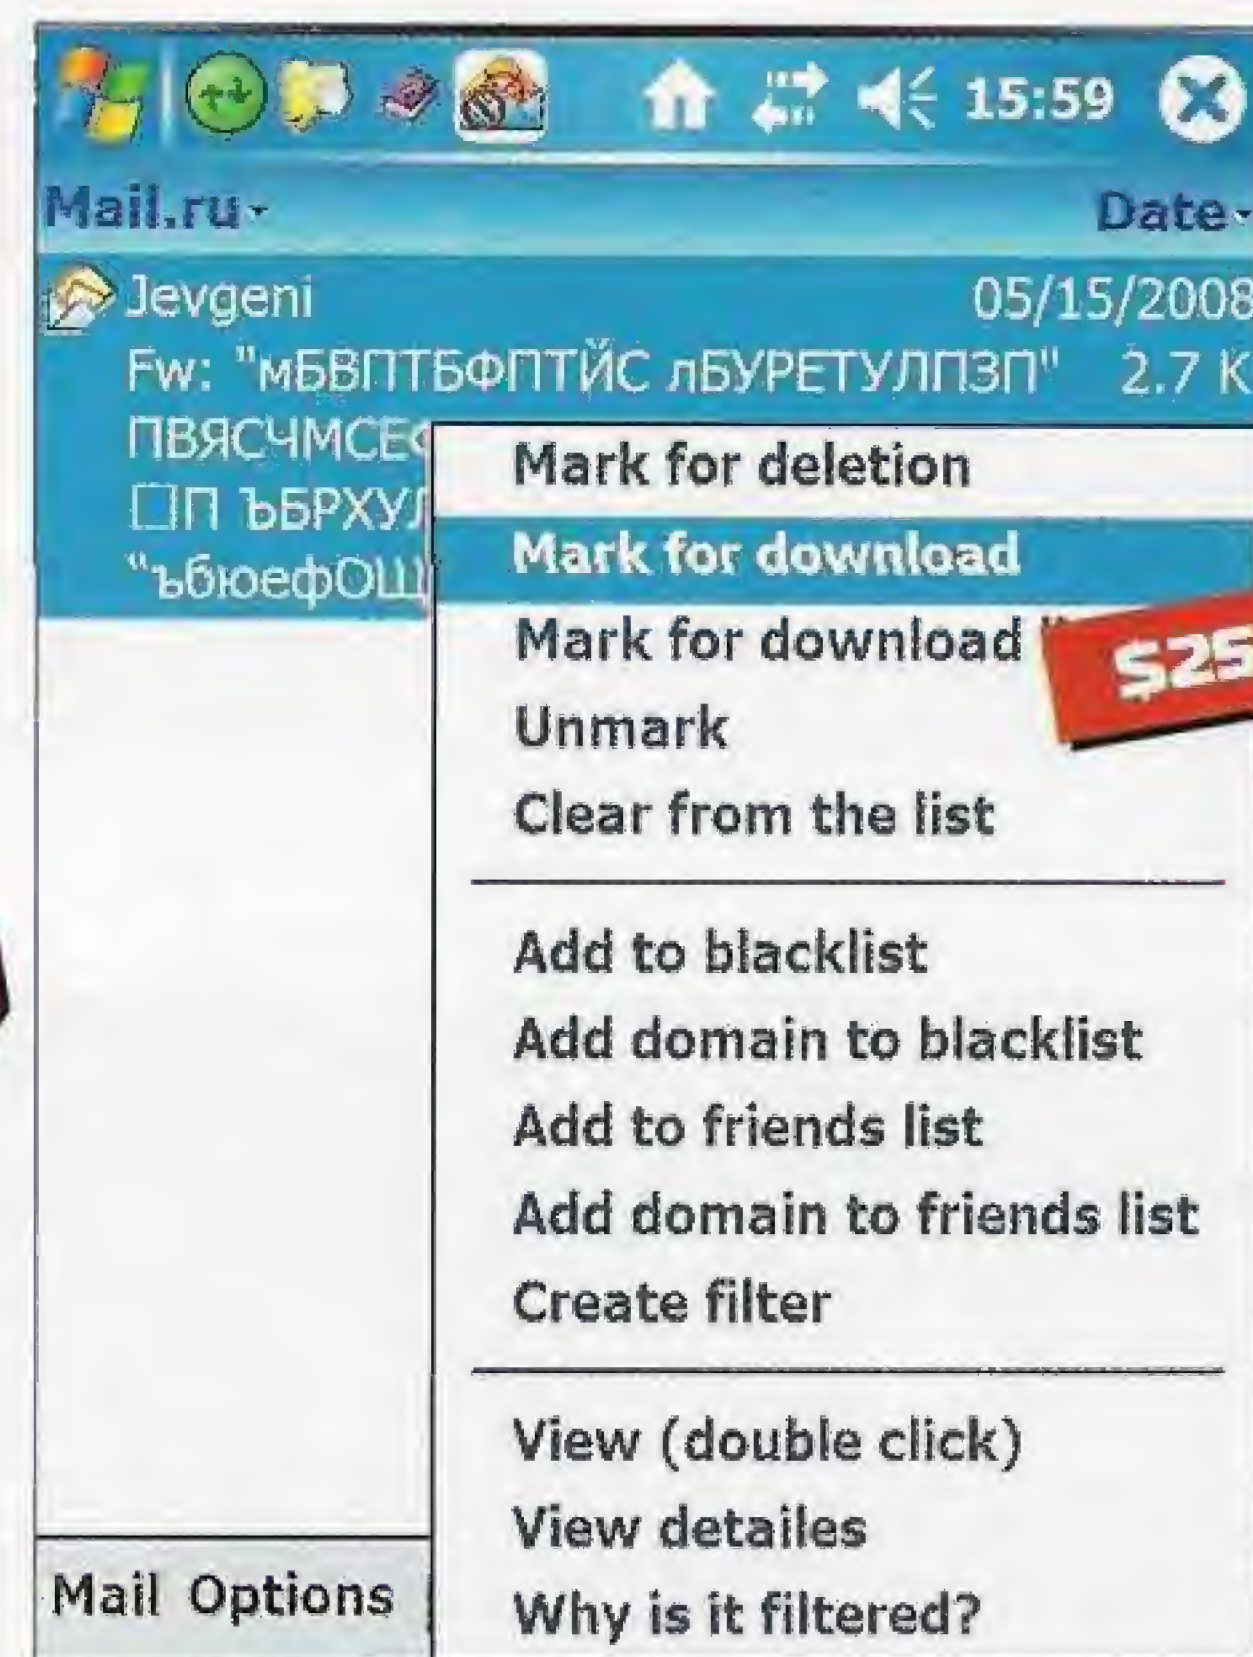 15:59
Mail.ru Date
Jevgeni 05/15/2008
Fw: "мБВПТБФПТЙС лБУРЕТУЛПЗП" 2.7 K
ПВЯСЧМСЕ
П ЪБРХУЛ
"ъбюефОЩ
Mark for deletion
Mark for download
Mark for download
$25
Unmark
Clear from the list
Add to blacklist
Add domain to blacklist
Add to friends list
Add domain to friends list
Create filter
View (double click)
View detailes
Why is it filtered?
Mail Options